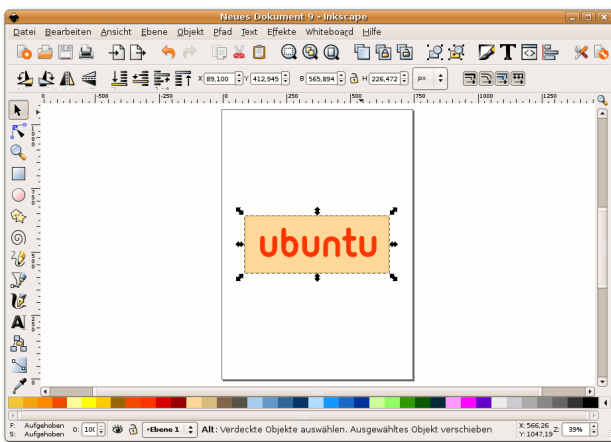 Neues Dokument 9 - Inkscape
Datei Bearbeiten Ansicht Ebene Objekt Pfad Text Effekte Whiteboard Hilfe
X 89,100 Y 412,945 B 565,894 H 226,472 px
-500 -250 0 250 500 750 1000 1250
ubuntu
F: Aufgehoben O: 100 •Ebene 1 Alt: Verdeckte Objekte auswählen. Ausgewähltes Objekt verschieben X: 566,26 Z: 39%
S: Aufgehoben Y: 1047,19